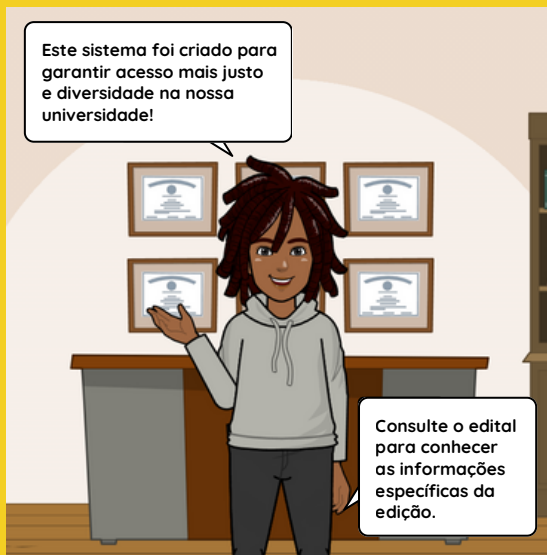 Este sistema foi criado para
garantir acesso mais justo
e diversidade na nossa
universidade!
Consulte o edital
para conhecer
as informações
específicas da
edição.